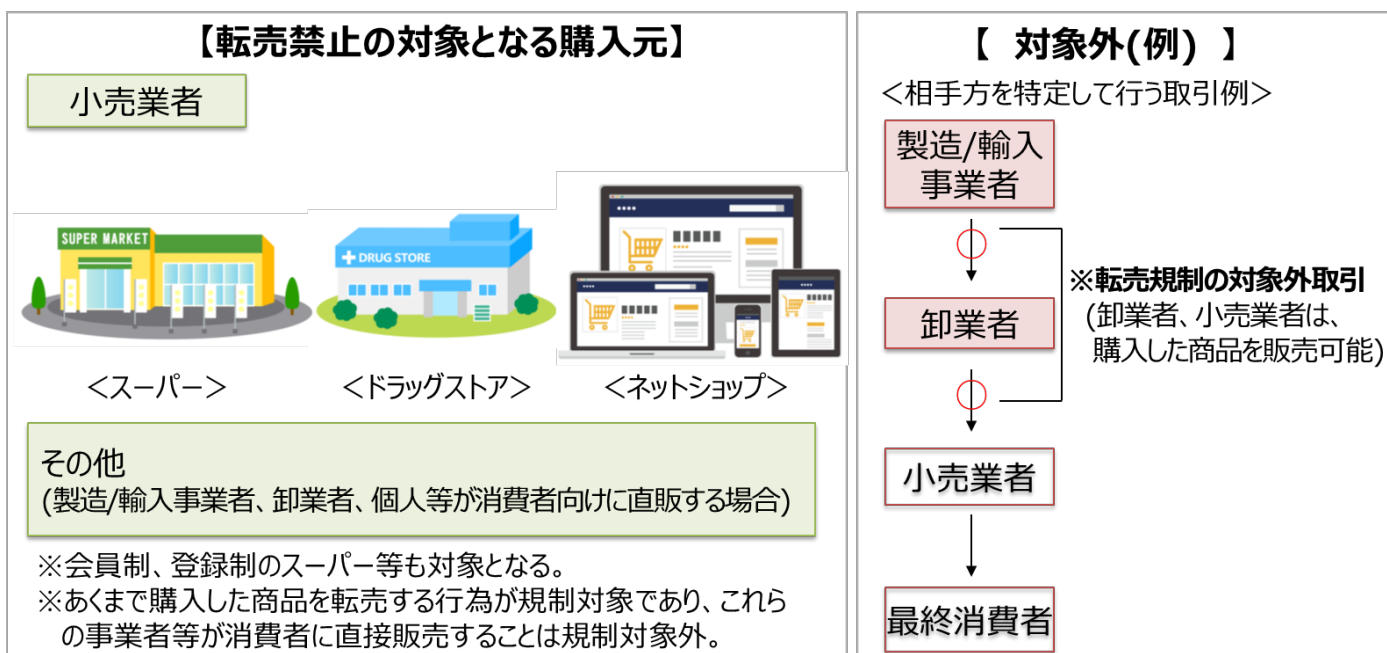 【転売禁止の対象となる購入元】
小売業者
SUPER MARKET
DRUG STORE
＜スーパー＞
＜ドラッグストア＞
＜ネットショップ＞
その他
(製造/輸入事業者、卸業者、個人等が消費者向けに直販する場合)
※会員制、登録制のスーパー等も対象となる。
※あくまで購入した商品を転売する行為が規制対象であり、これら
の事業者等が消費者に直接販売することは規制対象外。
【 対象外(例) 】
＜相手方を特定して行う取引例＞
製造/輸入
事業者
※転売規制の対象外取引
(卸業者、小売業者は、
購入した商品を販売可能)
卸業者
小売業者
最終消費者